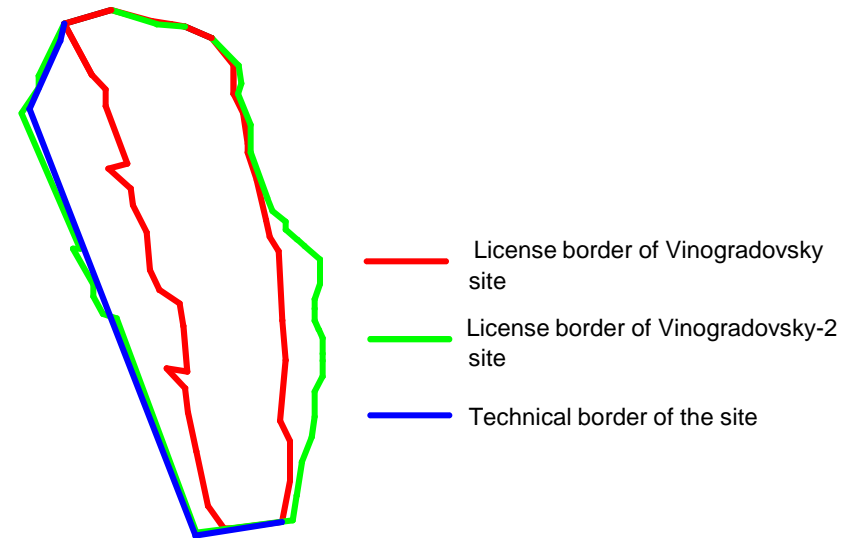 License border of Vinogradovsky
site
License border of Vinogradovsky-2
site
Technical border of the site